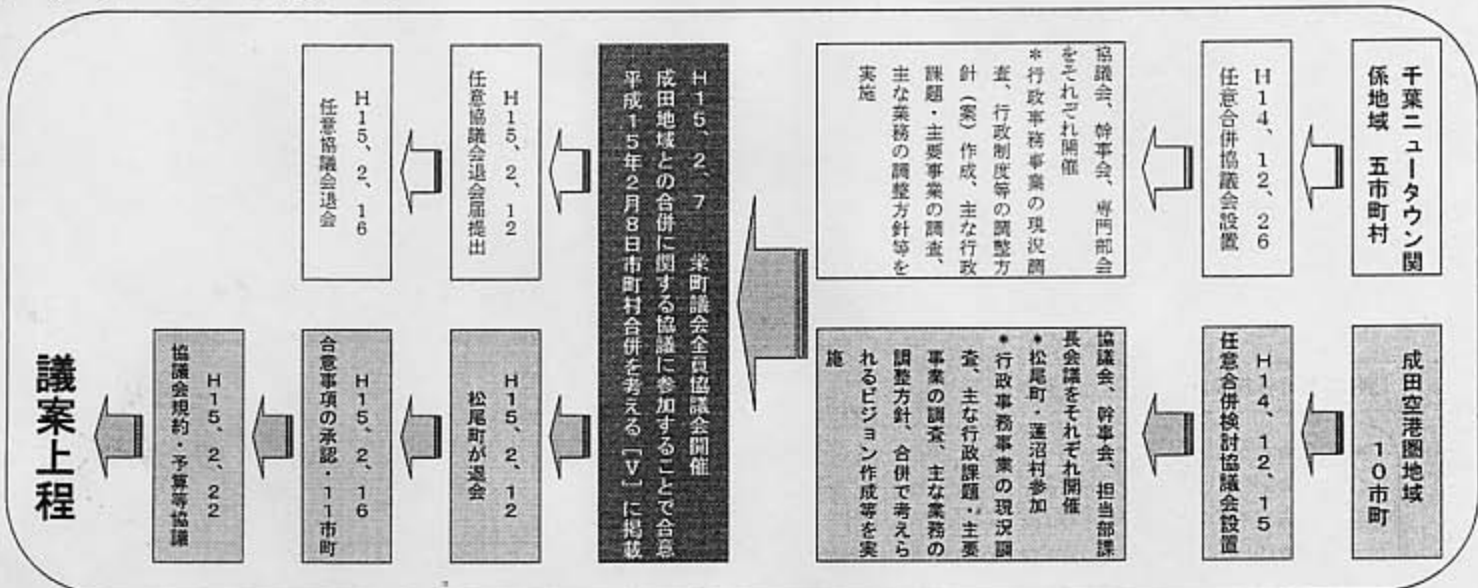 千葉ニュータウン関
係地域　五市町村
H14、12、26
任意合併協議会設置
協議会、幹事会、専門部会
をそれぞれ開催
＊行政事務事業の現況調
査、行政制度等の調整方
針（案）作成、主な行政
課題・主要事業の調査、
主な業務の調整方針等を
実施
成田空港圏地域
10市町
H14、12、15
任意合併検討協議会設置
協議会、幹事会、担当部課
長会議をそれぞれ開催
＊松尾町・蓮沼村参加
＊行政事務事業の現況調
査、主な行政課題・主要
事業の調査、主な業務の
調整方針、合併で考えら
れるビジョン作成等を実
施
H15、2、7　栄町議会全員協議会開催
成田地域との合併に関する協議に参加することで合意
平成15年2月8日市町村合併を考える［Ⅴ］に掲載
H15、2、12
任意協議会退会届提出
H15、2、16
任意協議会退会
H15、2、12
松尾町が退会
H15、2、16
合意事項の承認・11市町
H15、2、22
協議会規約・予算等協議
議案上程